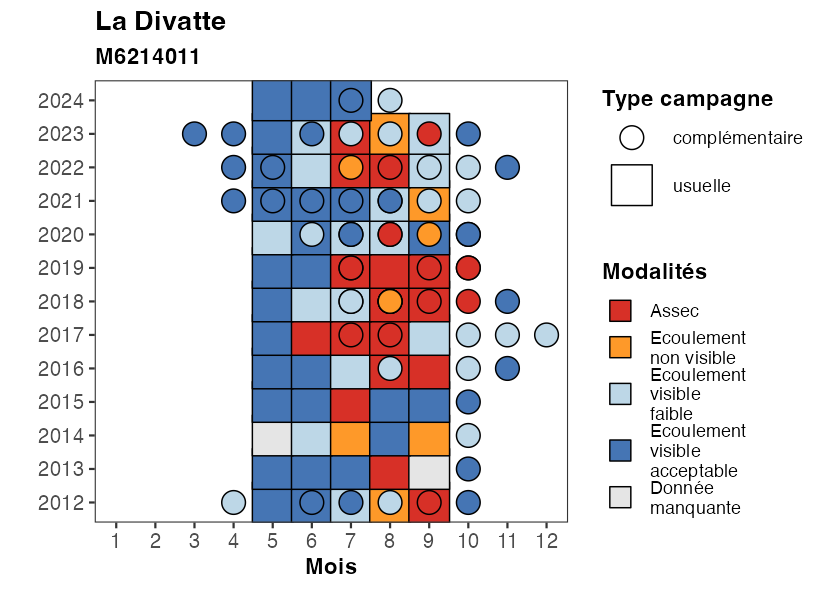 La Divatte
M6214011
2024
2023
2022
2021
2020
2019
2018
2017
2016
2015
2014
2013
2012
1 2 3 4 5 6 7 8 9 10 11 12
Mois
Type campagne
complémentaire
usuelle
Modalités
Assec
Ecoulement
non visible
Ecoulement
visible
faible
Ecoulement
visible
acceptable
Donnée
manquante